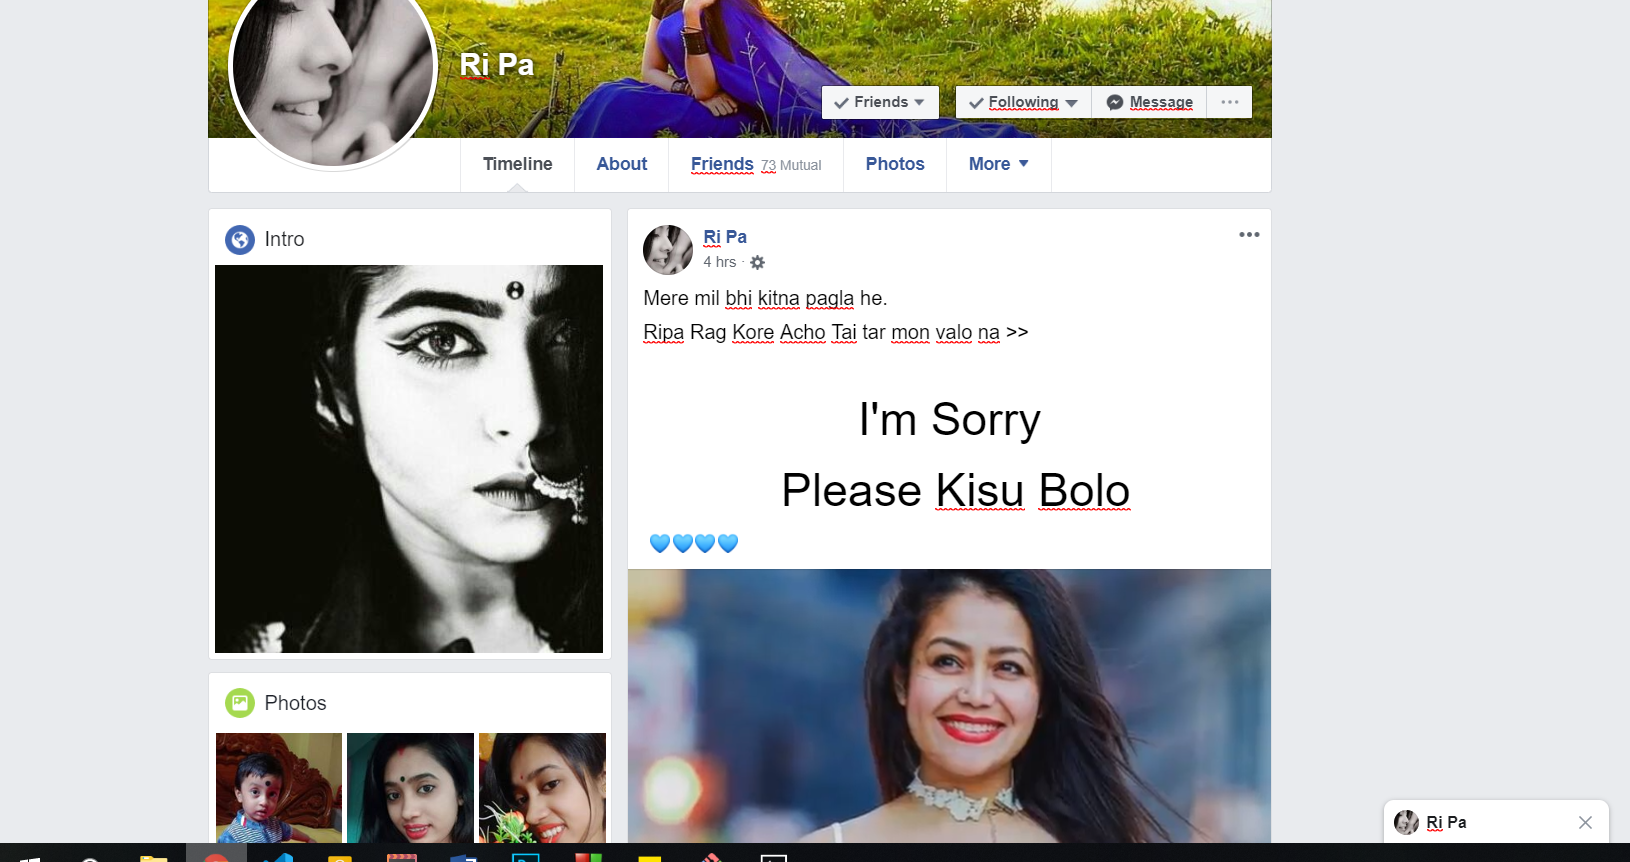 Ri Pa
Friends
Following
Message
Timeline
About
Friends 73 Mutual
Photos
More
Intro
Ri Pa
4 hrs ·
Mere mil bhi kitna pagla he.
Ripa Rag Kore Acho Tai tar mon valo na >>
I'm Sorry
Please Kisu Bolo
💙💙💙💙
Photos
Ri Pa